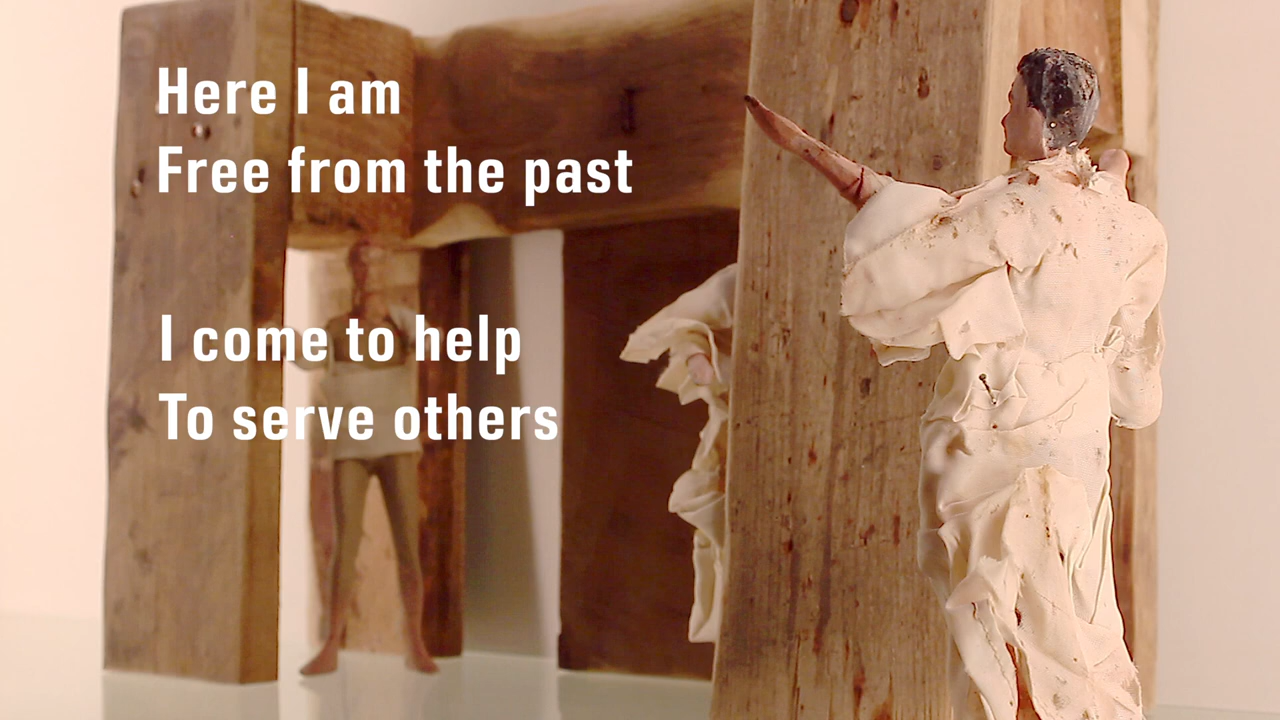 Here I am
Free from the past
I come to help
To serve others